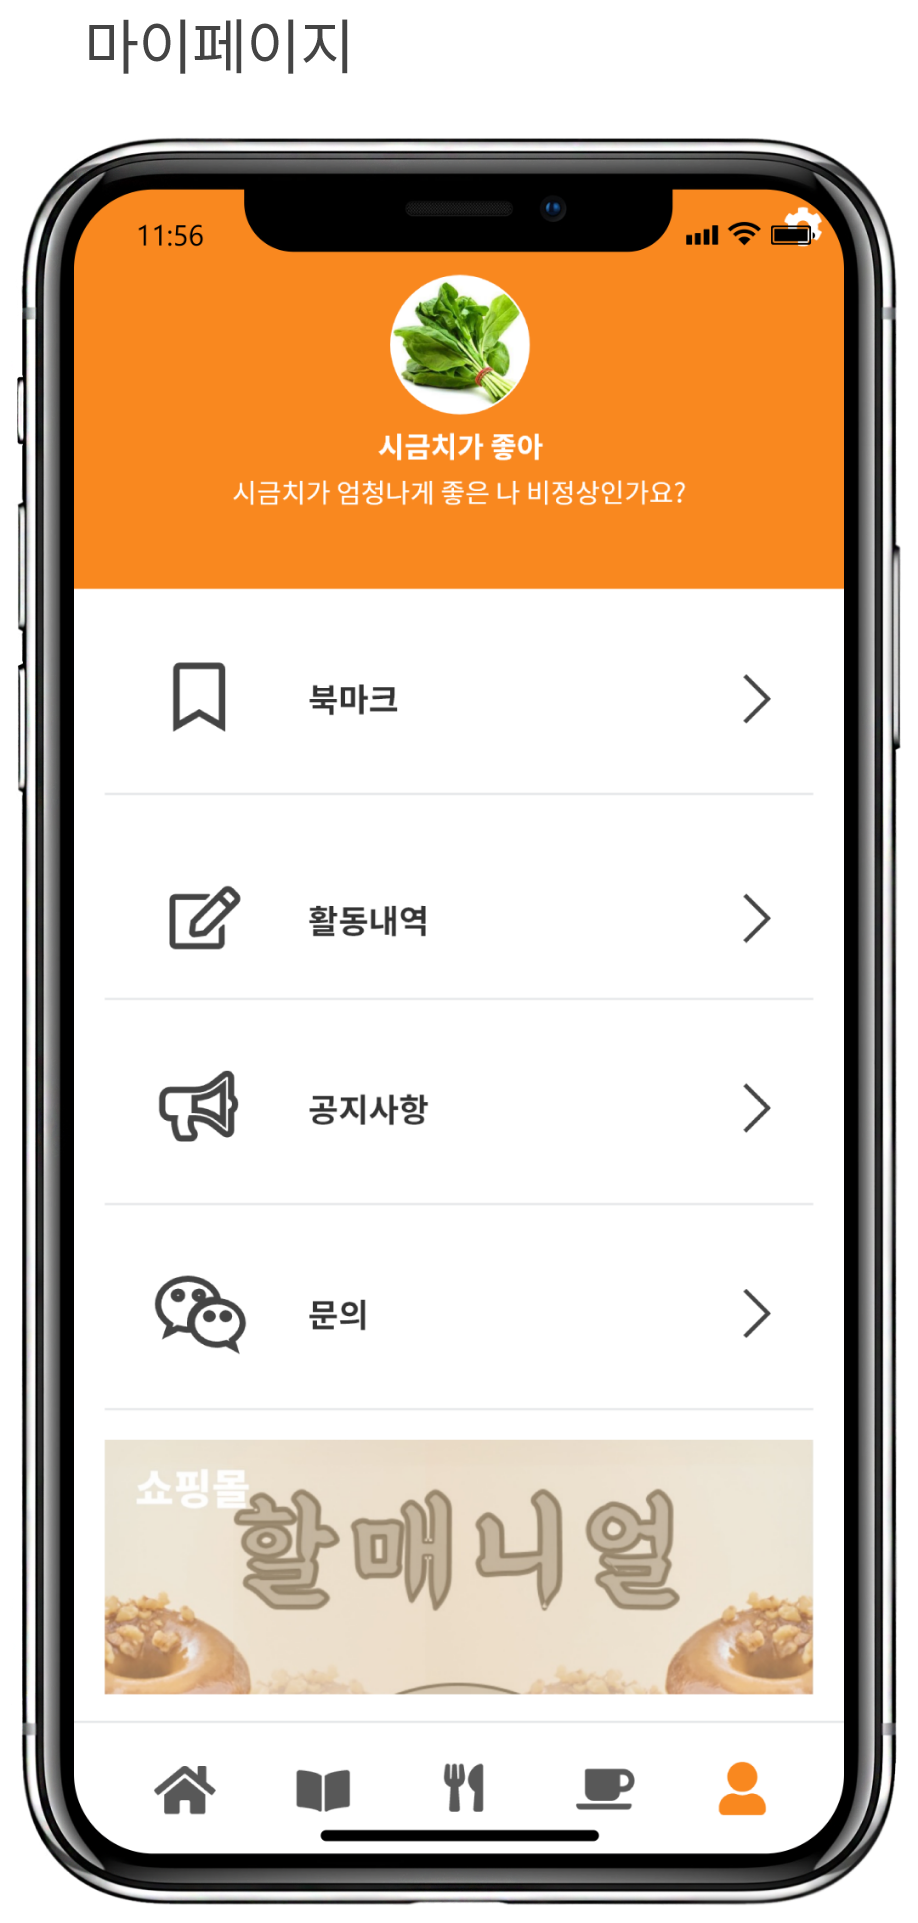 마이페이지
11:56
시금치가 좋아
시금치가 엄청나게 좋은 나 비정상인가요?
북마크
활동내역
공지사항
문의
쇼핑몰
할매니얼